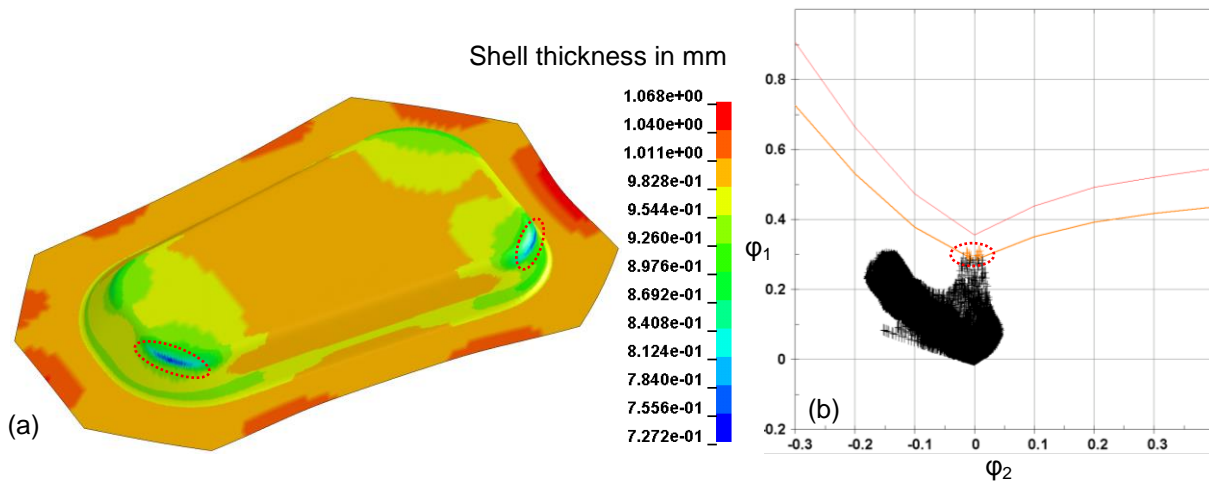 Shell thickness in mm
1.068e+00
1.040e+00
1.011e+00
9.828e-01
9.544e-01
9.260e-01
8.976e-01
8.692e-01
8.408e-01
8.124e-01
7.840e-01
7.556e-01
7.272e-01
(a)
0.8
0.6
0.4
φ1
0.2
0
-0.2
-0.3
-0.2
-0.1
0
0.1
0.2
0.3
φ2
(b)